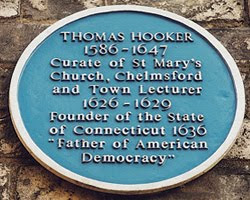 THOMAS HOOKER
1586-1647
Curate of St Mary's
Church, Chelmsford
and Town Lecturer
1626-1629
Founder of the State
of Connecticut 1636
"Father of American
Democracy"